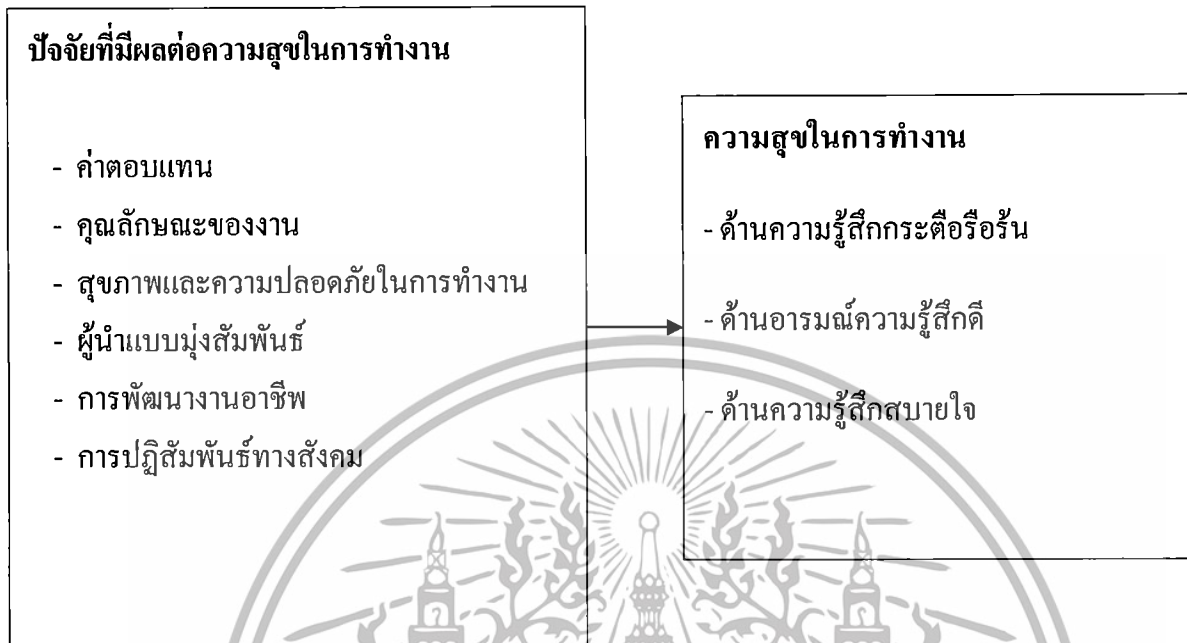 ปัจจัยที่มีผลต่อความสุขในการทำงาน
- ค่าตอบแทน
- คุณลักษณะของงาน
- สุขภาพและความปลอดภัยในการทำงาน
- ผู้นำแบบมุ่งสัมพันธ์
- การพัฒนางานอาชีพ
- การปฏิสัมพันธ์ทางสังคม
ความสุขในการทำงาน
- ด้านความรู้สึกกระตือรือร้น
- ด้านอารมณ์ความรู้สึกดี
- ด้านความรู้สึกสบายใจ